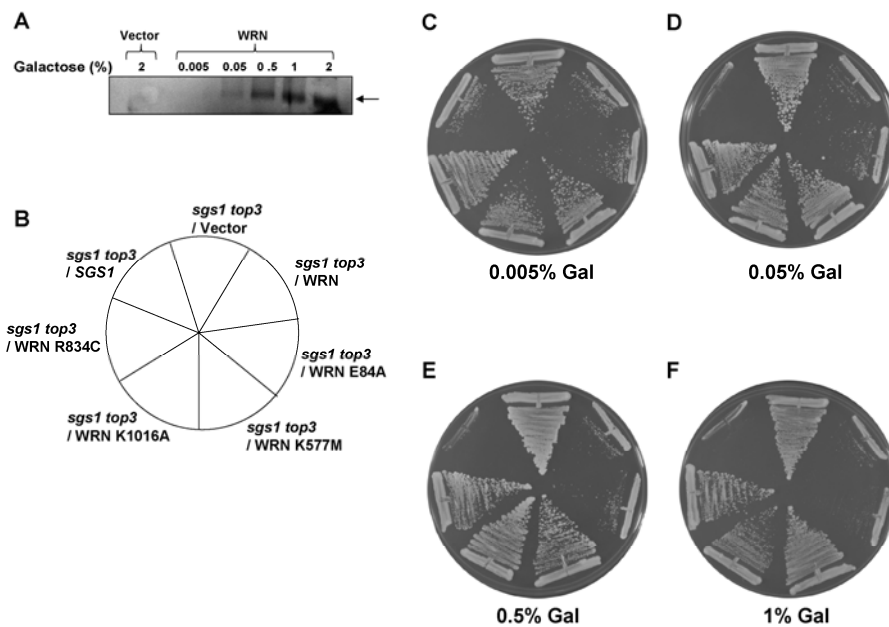 A
Vector
WRN
Galactose (%)
2
0.005
0.05
0 .5
1
2
B
sgs1 top3
/ Vector
sgs1 top3
/ WRN
sgs1 top3
/ WRN E84A
sgs1 top3
/ WRN K577M
sgs1 top3
/ WRN K1016A
sgs1 top3
/ WRN R834C
sgs1 top3
/ SGS1
C
0.005% Gal
D
0.05% Gal
E
0.5% Gal
F
1% Gal